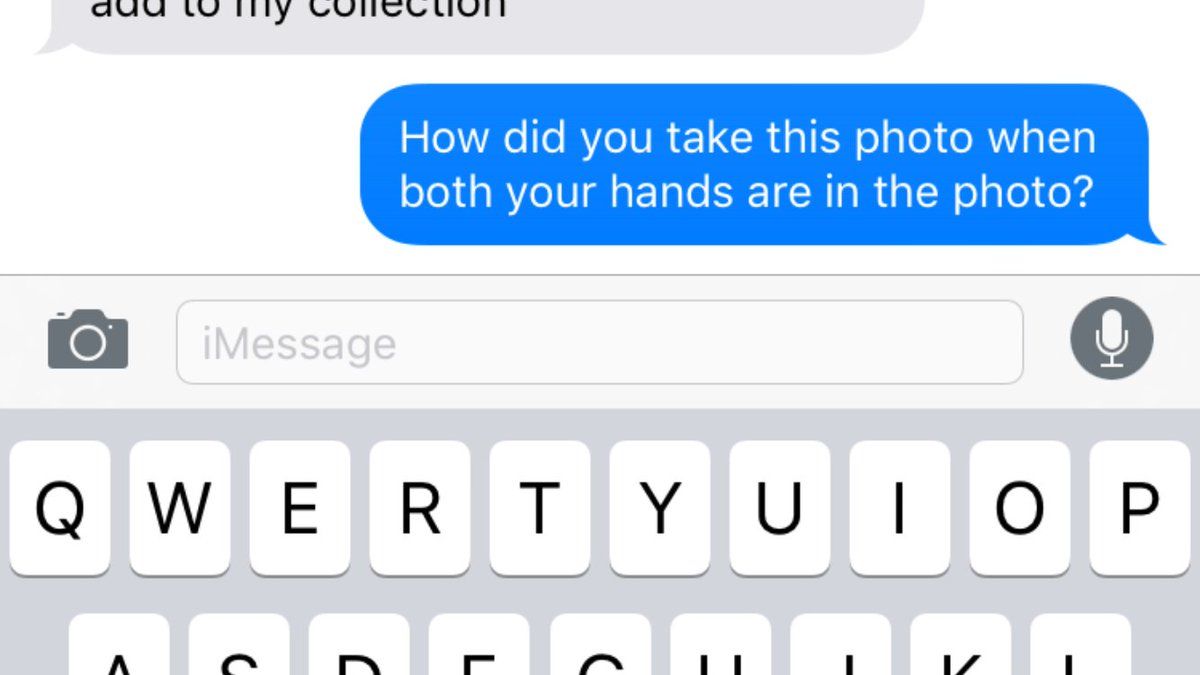 add to my collection
How did you take this photo when
both your hands are in the photo?
iMessage
Q W E R T Y U I O P
A S D F G H J K L